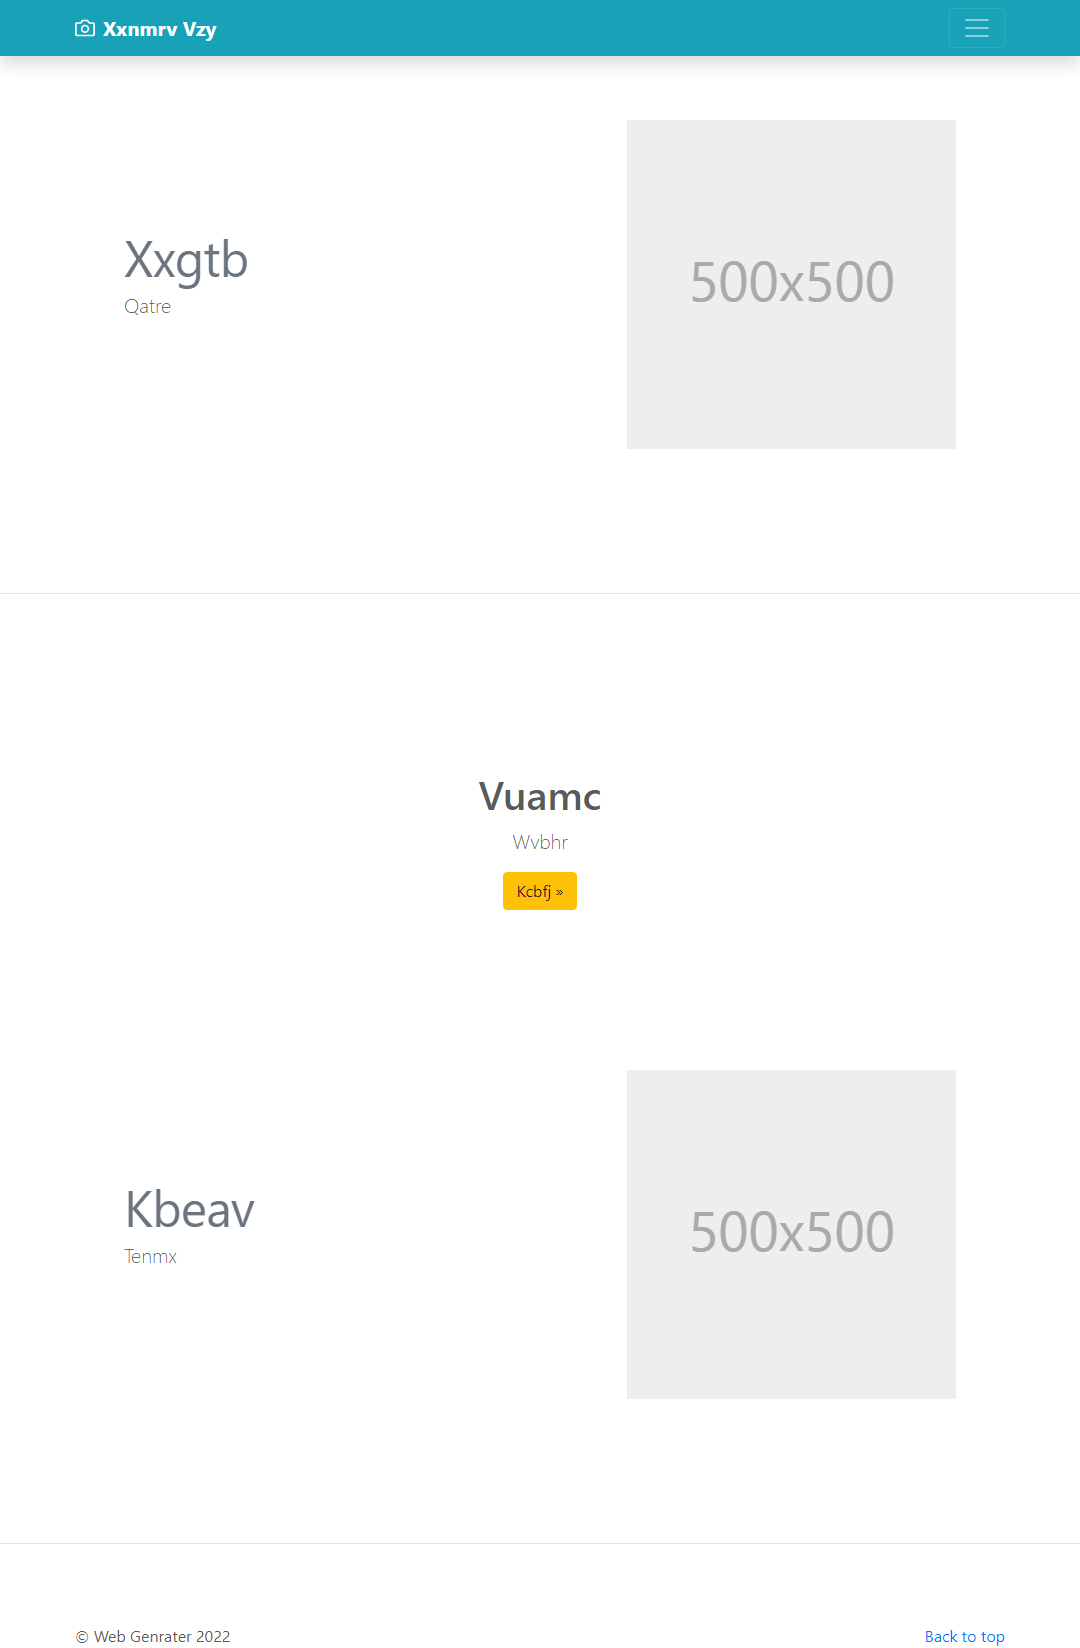 Xxnmrv Vzy
Xxgtb
Qatre
500x500
Vuamc
Wvbhr
Kcbfj »
Kbeav
Tenmx
500x500
© Web Genrater 2022
Back to top